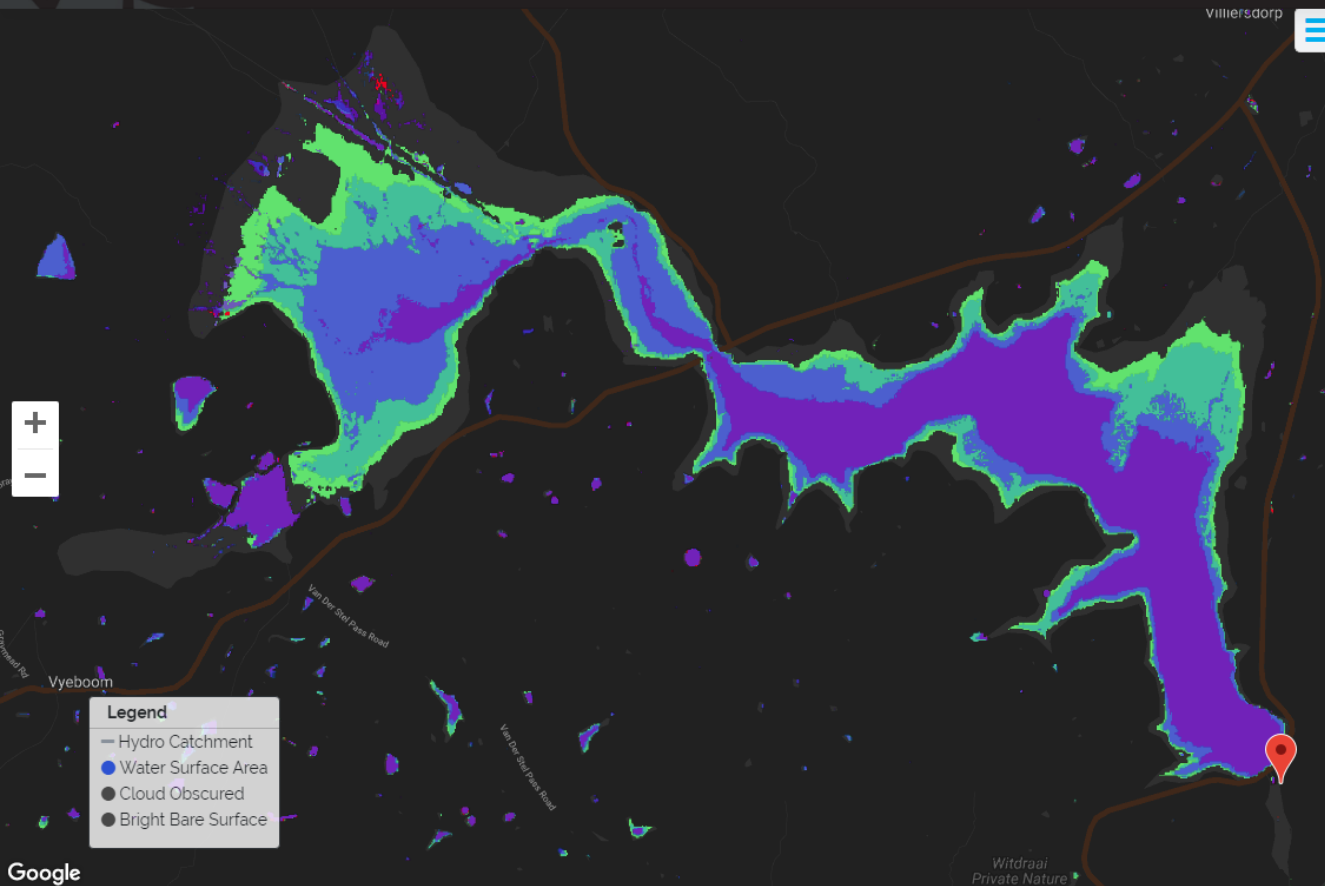 Villiersdorp
+
−
Van Der Stel Pass Road
Vyeboom
Van Der Stel Pass Road
Legend
Hydro Catchment
Water Surface Area
Cloud Obscured
Bright Bare Surface
Witdraai
Private Nature
Google